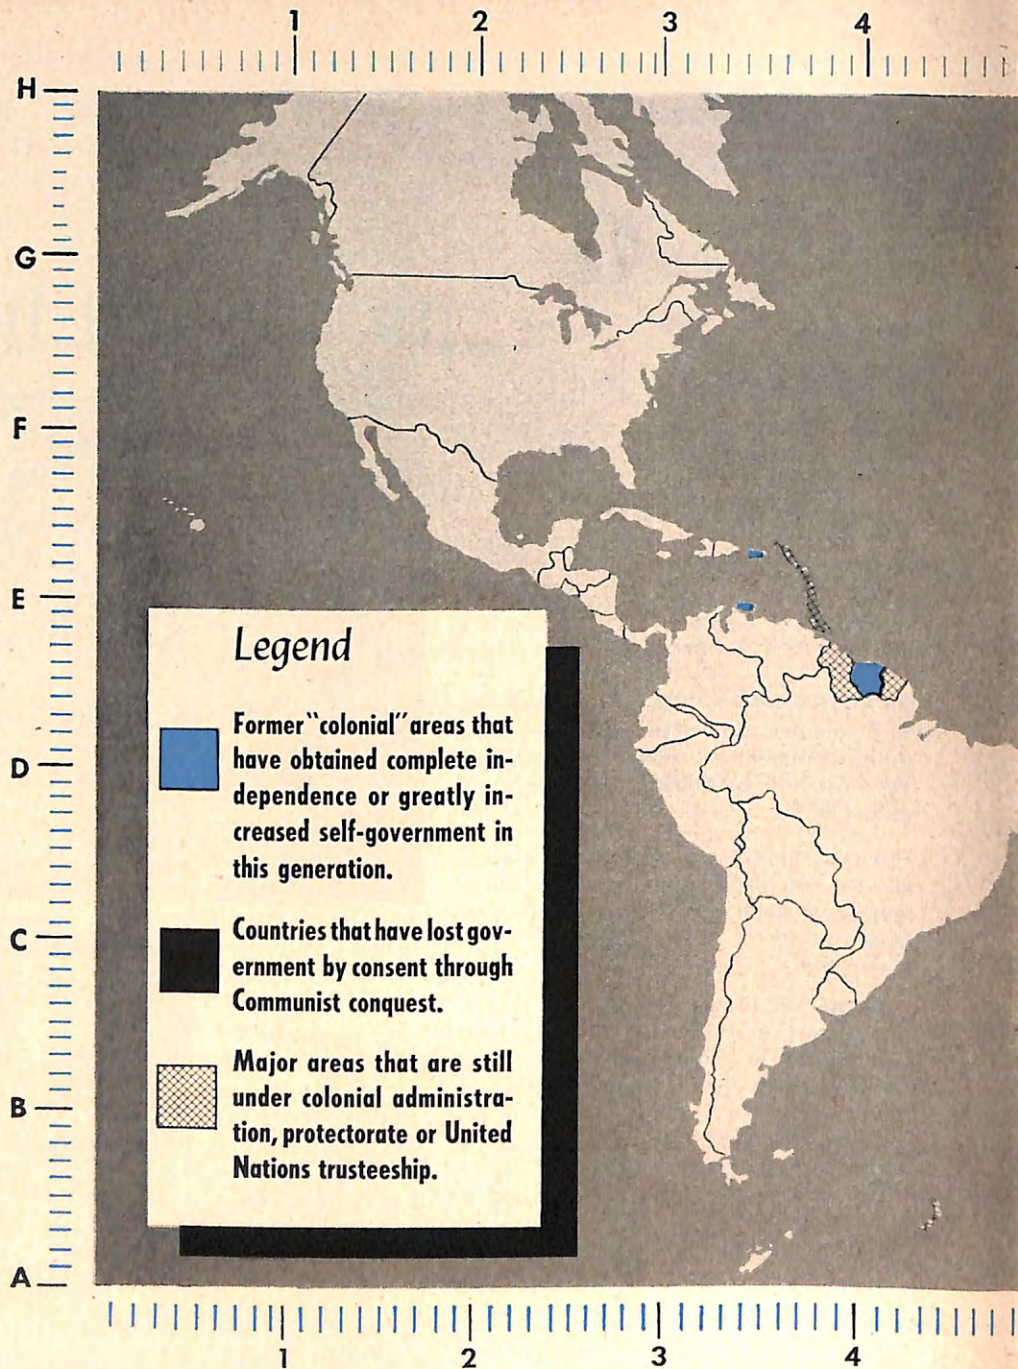 1 2 3 4
H
G
F
E
D
C
B
A
Legend
Former "colonial" areas that
have obtained complete in-
dependence or greatly in-
creased self-government in
this generation.
Countries that have lost gov-
ernment by consent through
Communist conquest.
Major areas that are still
under colonial administra-
tion, protectorate or United
Nations trusteeship.
1 2 3 4